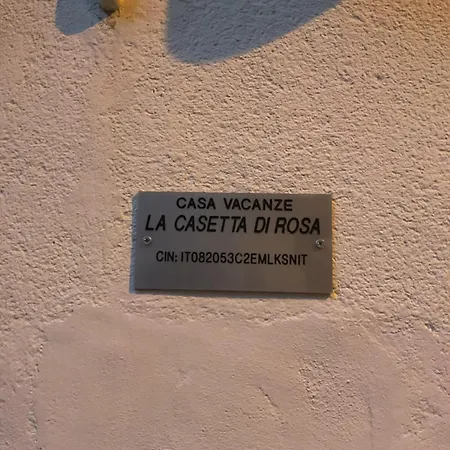 CASA VACANZE
LA CASETTA DI ROSA
CIN: IT082053C2EMLKSNIT